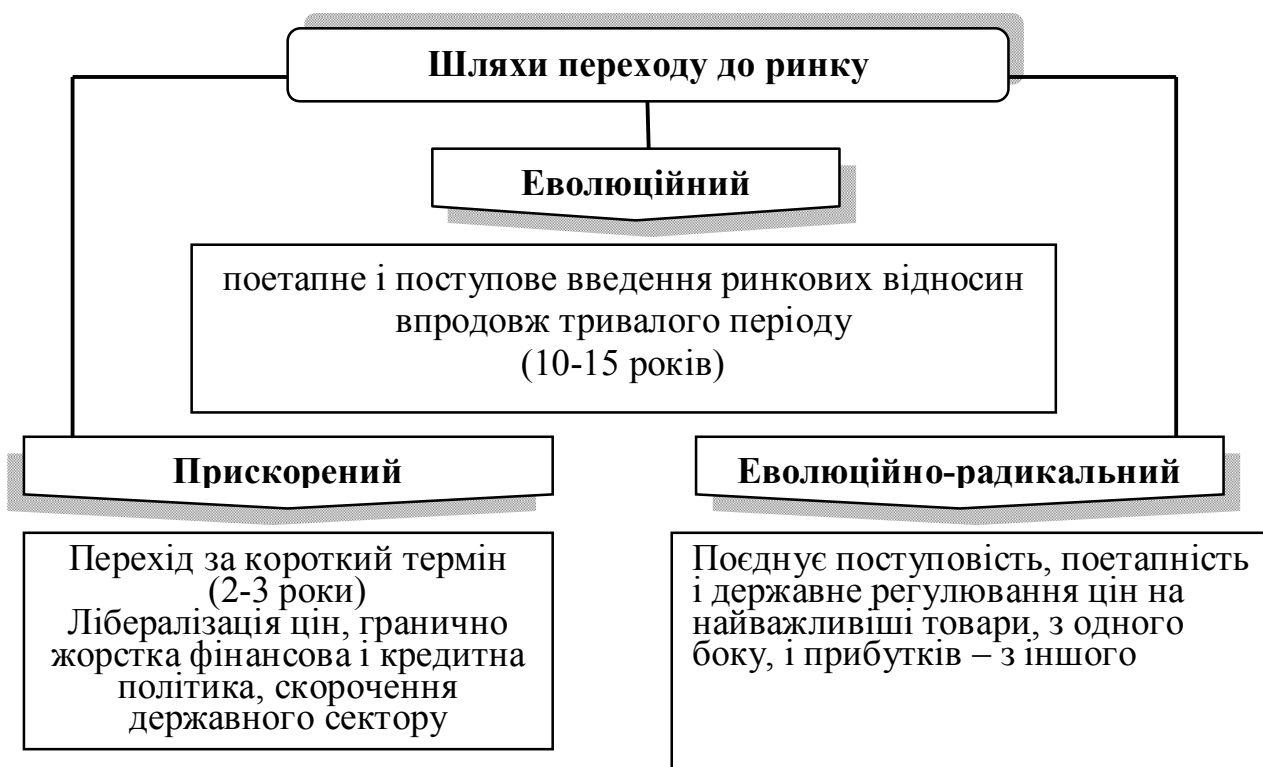 Шляхи переходу до ринку
Еволюційний
поетапне і поступове введення ринкових відносин
впродовж тривалого періоду
(10-15 років)
Прискорений
Перехід за короткий термін
(2-3 роки)
Лібералізація цін, гранично
жорстка фінансова і кредитна
політика, скорочення
державного сектору
Еволюційно-радикальний
Поєднує поступовість, поетапність
і державне регулювання цін на
найважливіші товари, з одного
боку, і прибутків – з іншого